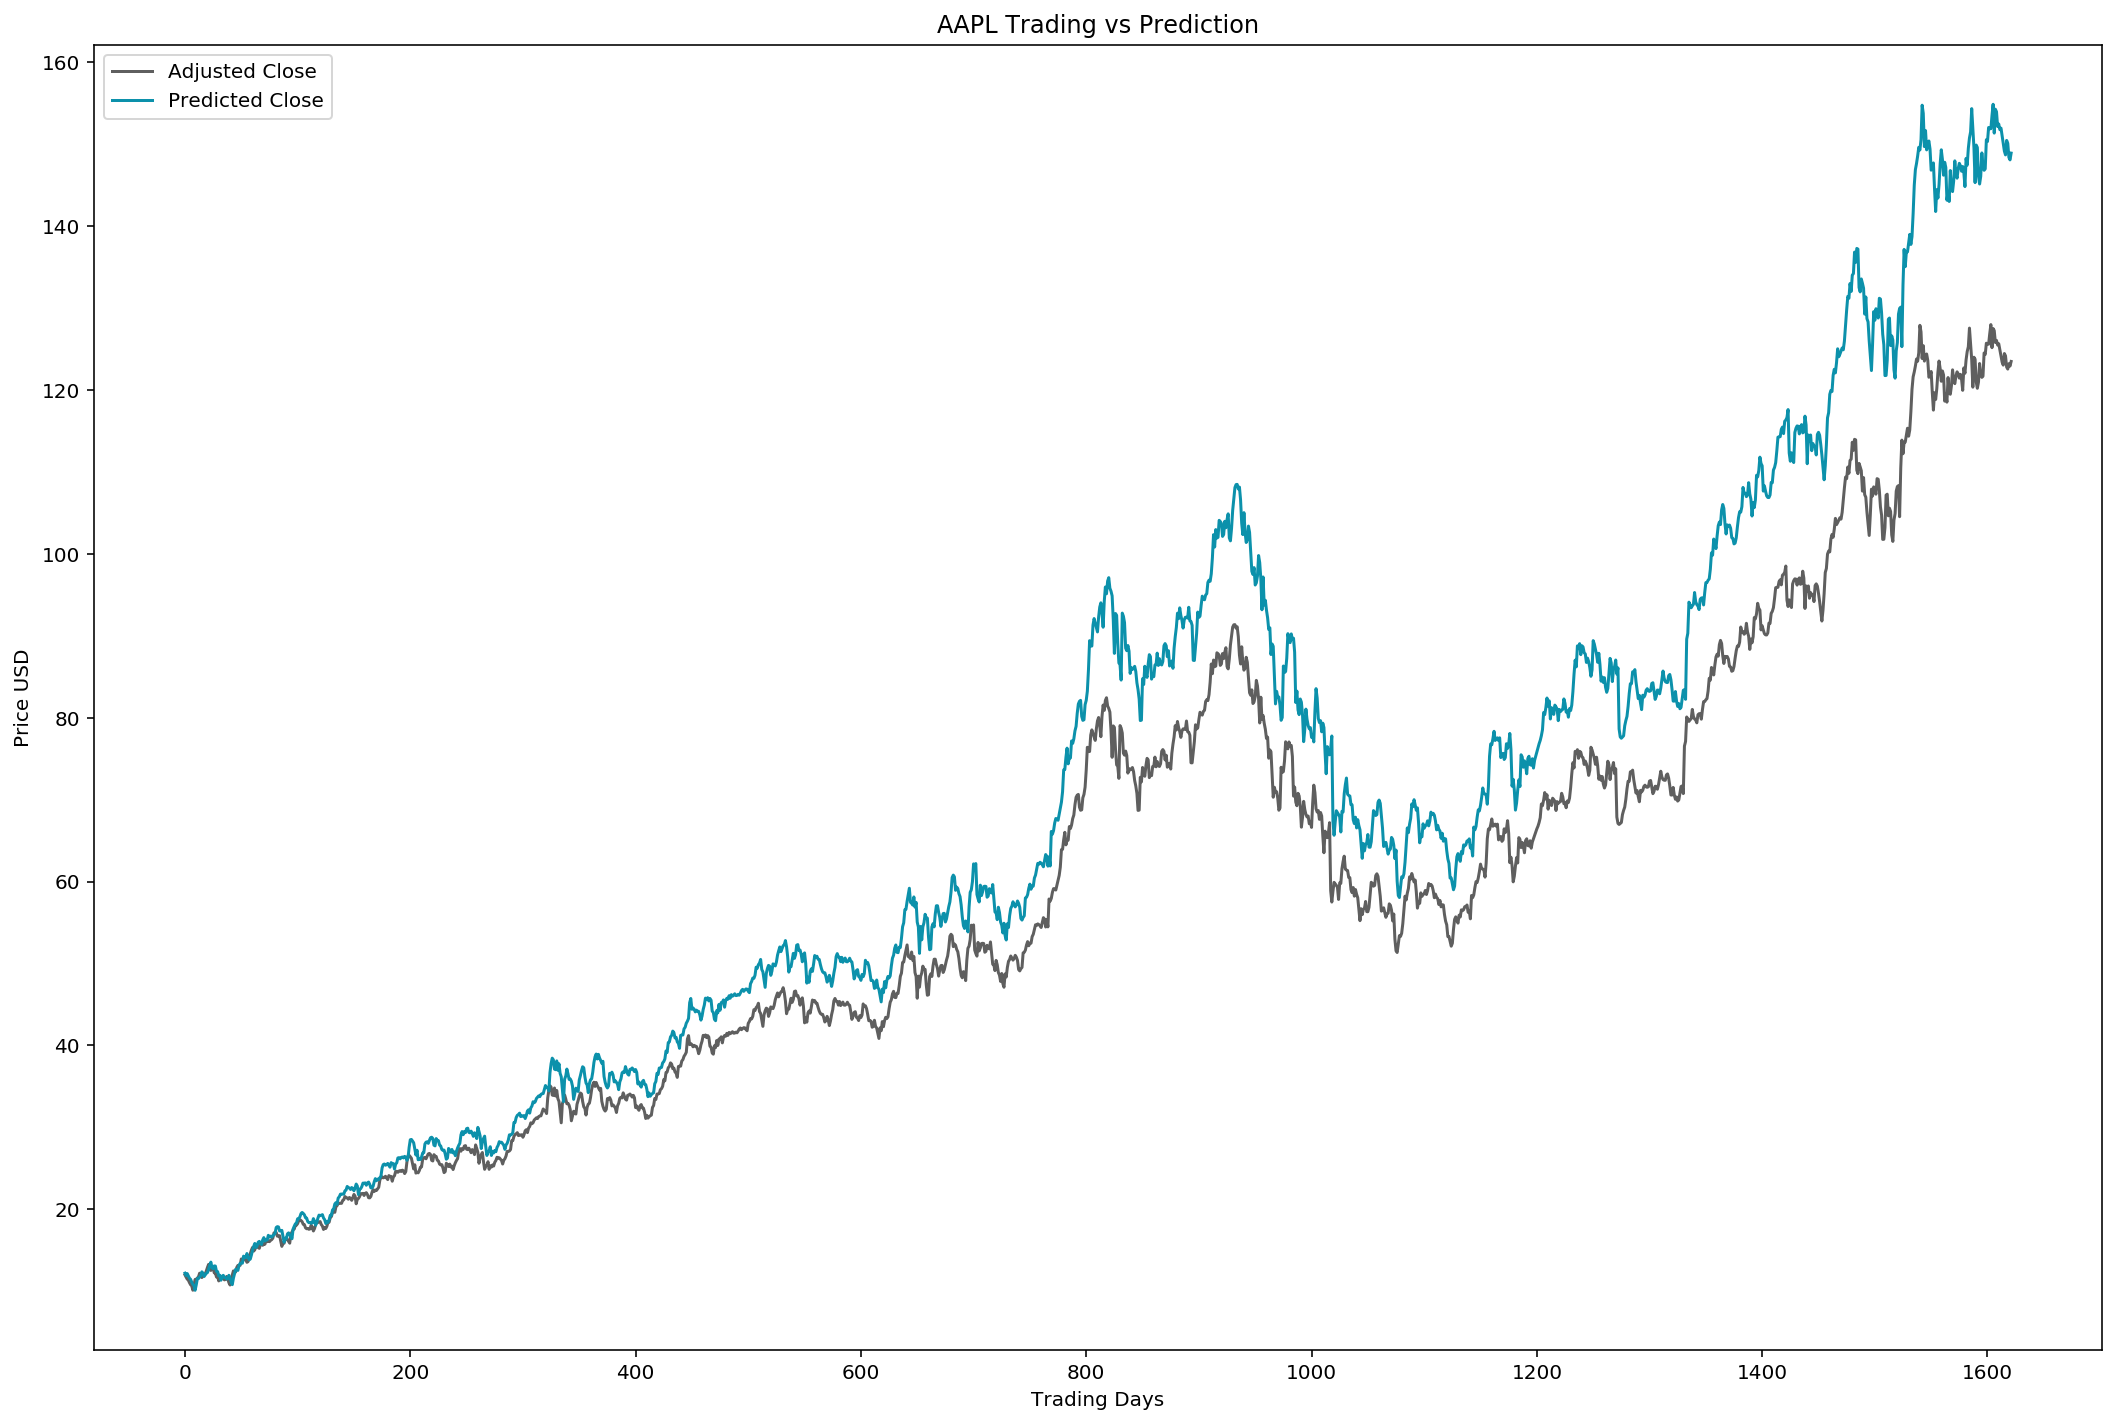 AAPL Trading vs Prediction
Adjusted Close
Predicted Close
160
140
120
100
80
60
40
20
Price USD
0 200 400 600 800 1000 1200 1400 1600
Trading Days